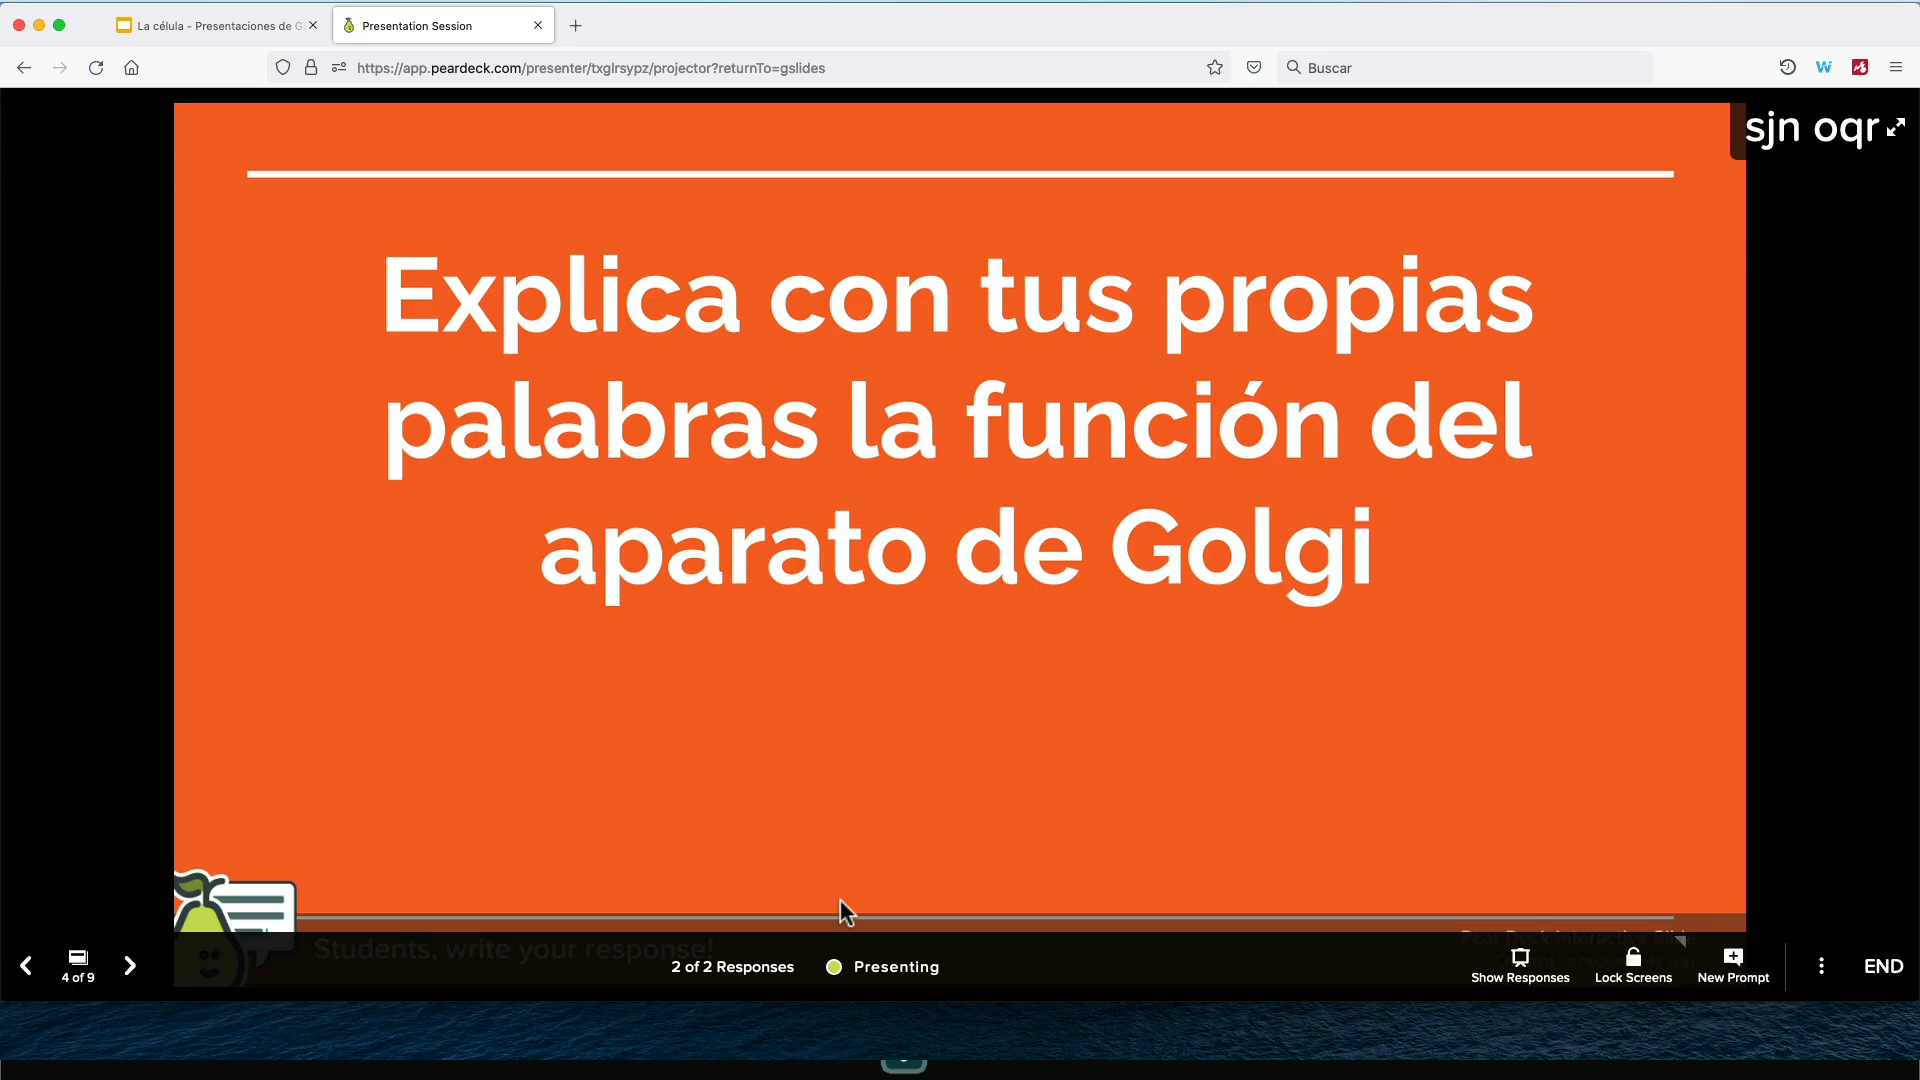 La célula - Presentaciones de G
Presentation Session
https://app.peardeck.com/presenter/txglrsypz/projector?returnTo=gslides
Buscar
sjn oqr
Explica con tus propias
palabras la función del
aparato de Golgi
Students, write your response!
4 of 9
2 of 2 Responses
Presenting
Show Responses
Lock Screens
New Prompt
END